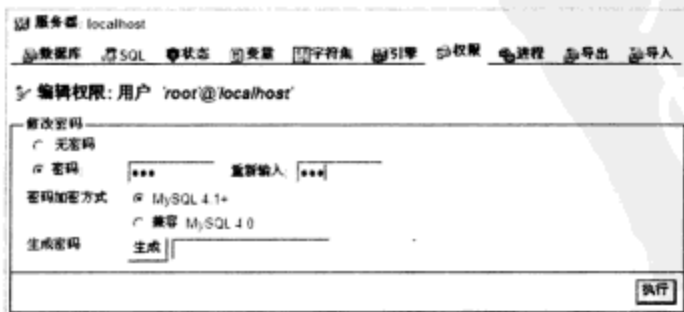 服务器: localhost
数据库 SQL 状态 变量 字符集 引擎 权限 进程 导出 导入
编辑权限: 用户 'root'@'localhost'
修改密码
无密码
密码: ●●● 重新输入: ●●●
密码加密方式 MySQL 4.1+
兼容 MySQL 4.0
生成密码 生成
执行